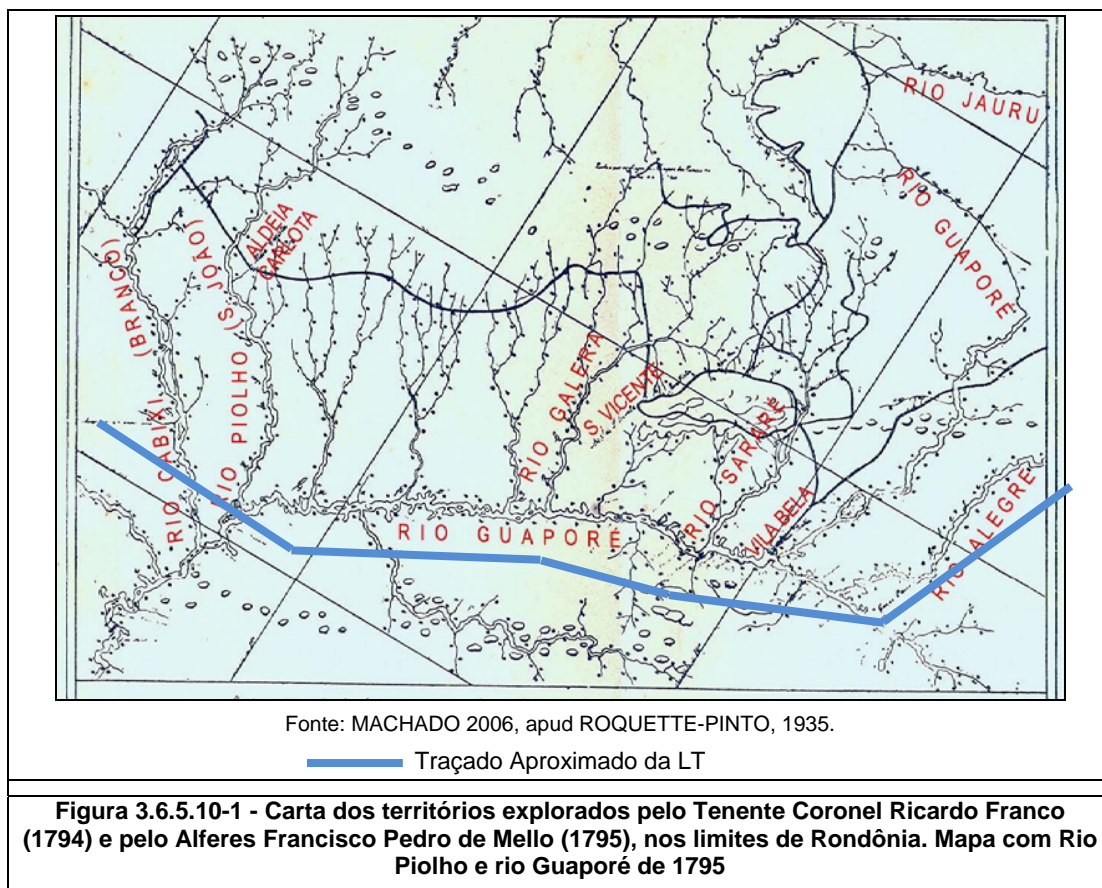 RIO JAURU
RIO GUAPORÉ
ALDEIA
CARLOTA
RIO CABIXI (BRANCO)
RIO PIOLHO (S. JOÃO)
RIO GALERA
S. VICENTE
RIO SARARÉ
VILA BELA
RIO ALEGRE
RIO GUAPORÉ
Fonte: MACHADO 2006, apud ROQUETTE-PINTO, 1935.
Traçado Aproximado da LT
Figura 3.6.5.10-1 - Carta dos territórios explorados pelo Tenente Coronel Ricardo Franco
(1794) e pelo Alferes Francisco Pedro de Mello (1795), nos limites de Rondônia. Mapa com Rio
Piolho e rio Guaporé de 1795